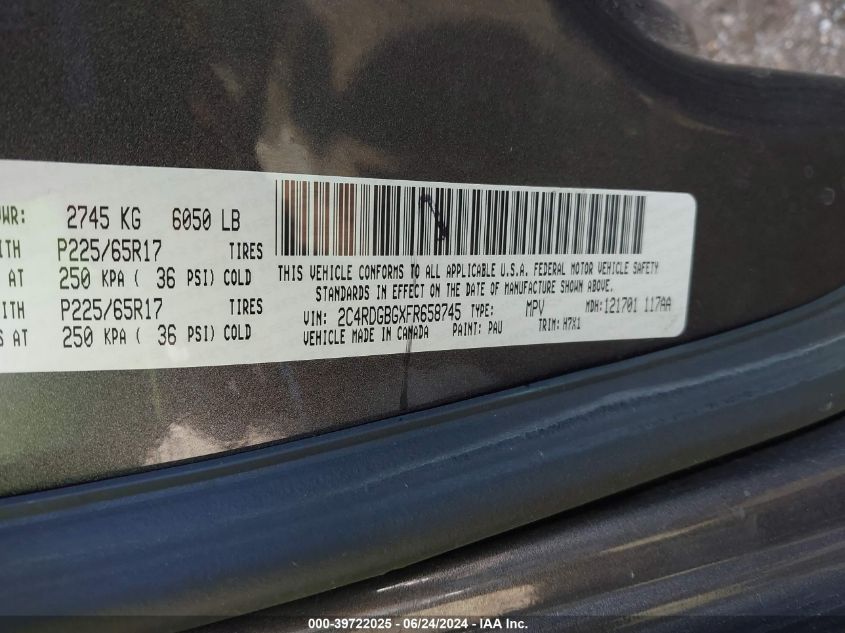 WR: 2745 KG 6050 LB
ITH P225/65R17 TIRES
AT 250 KPA ( 36 PSI) COLD
WITH P225/65R17 TIRES
S AT 250 KPA ( 36 PSI) COLD
THIS VEHICLE CONFORMS TO ALL APPLICABLE U.S.A. FEDERAL MOTOR VEHICLE SAFETY
STANDARDS IN EFFECT ON THE DATE OF MANUFACTURE SHOWN ABOVE.
VIN: 2C4RDGBGXFR658745 TYPE: MPV MDH: 121701 117AA
VEHICLE MADE IN CANADA PAINT: PAU TRIM: H7X1
000-39722025 - 06/24/2024 - IAA Inc.